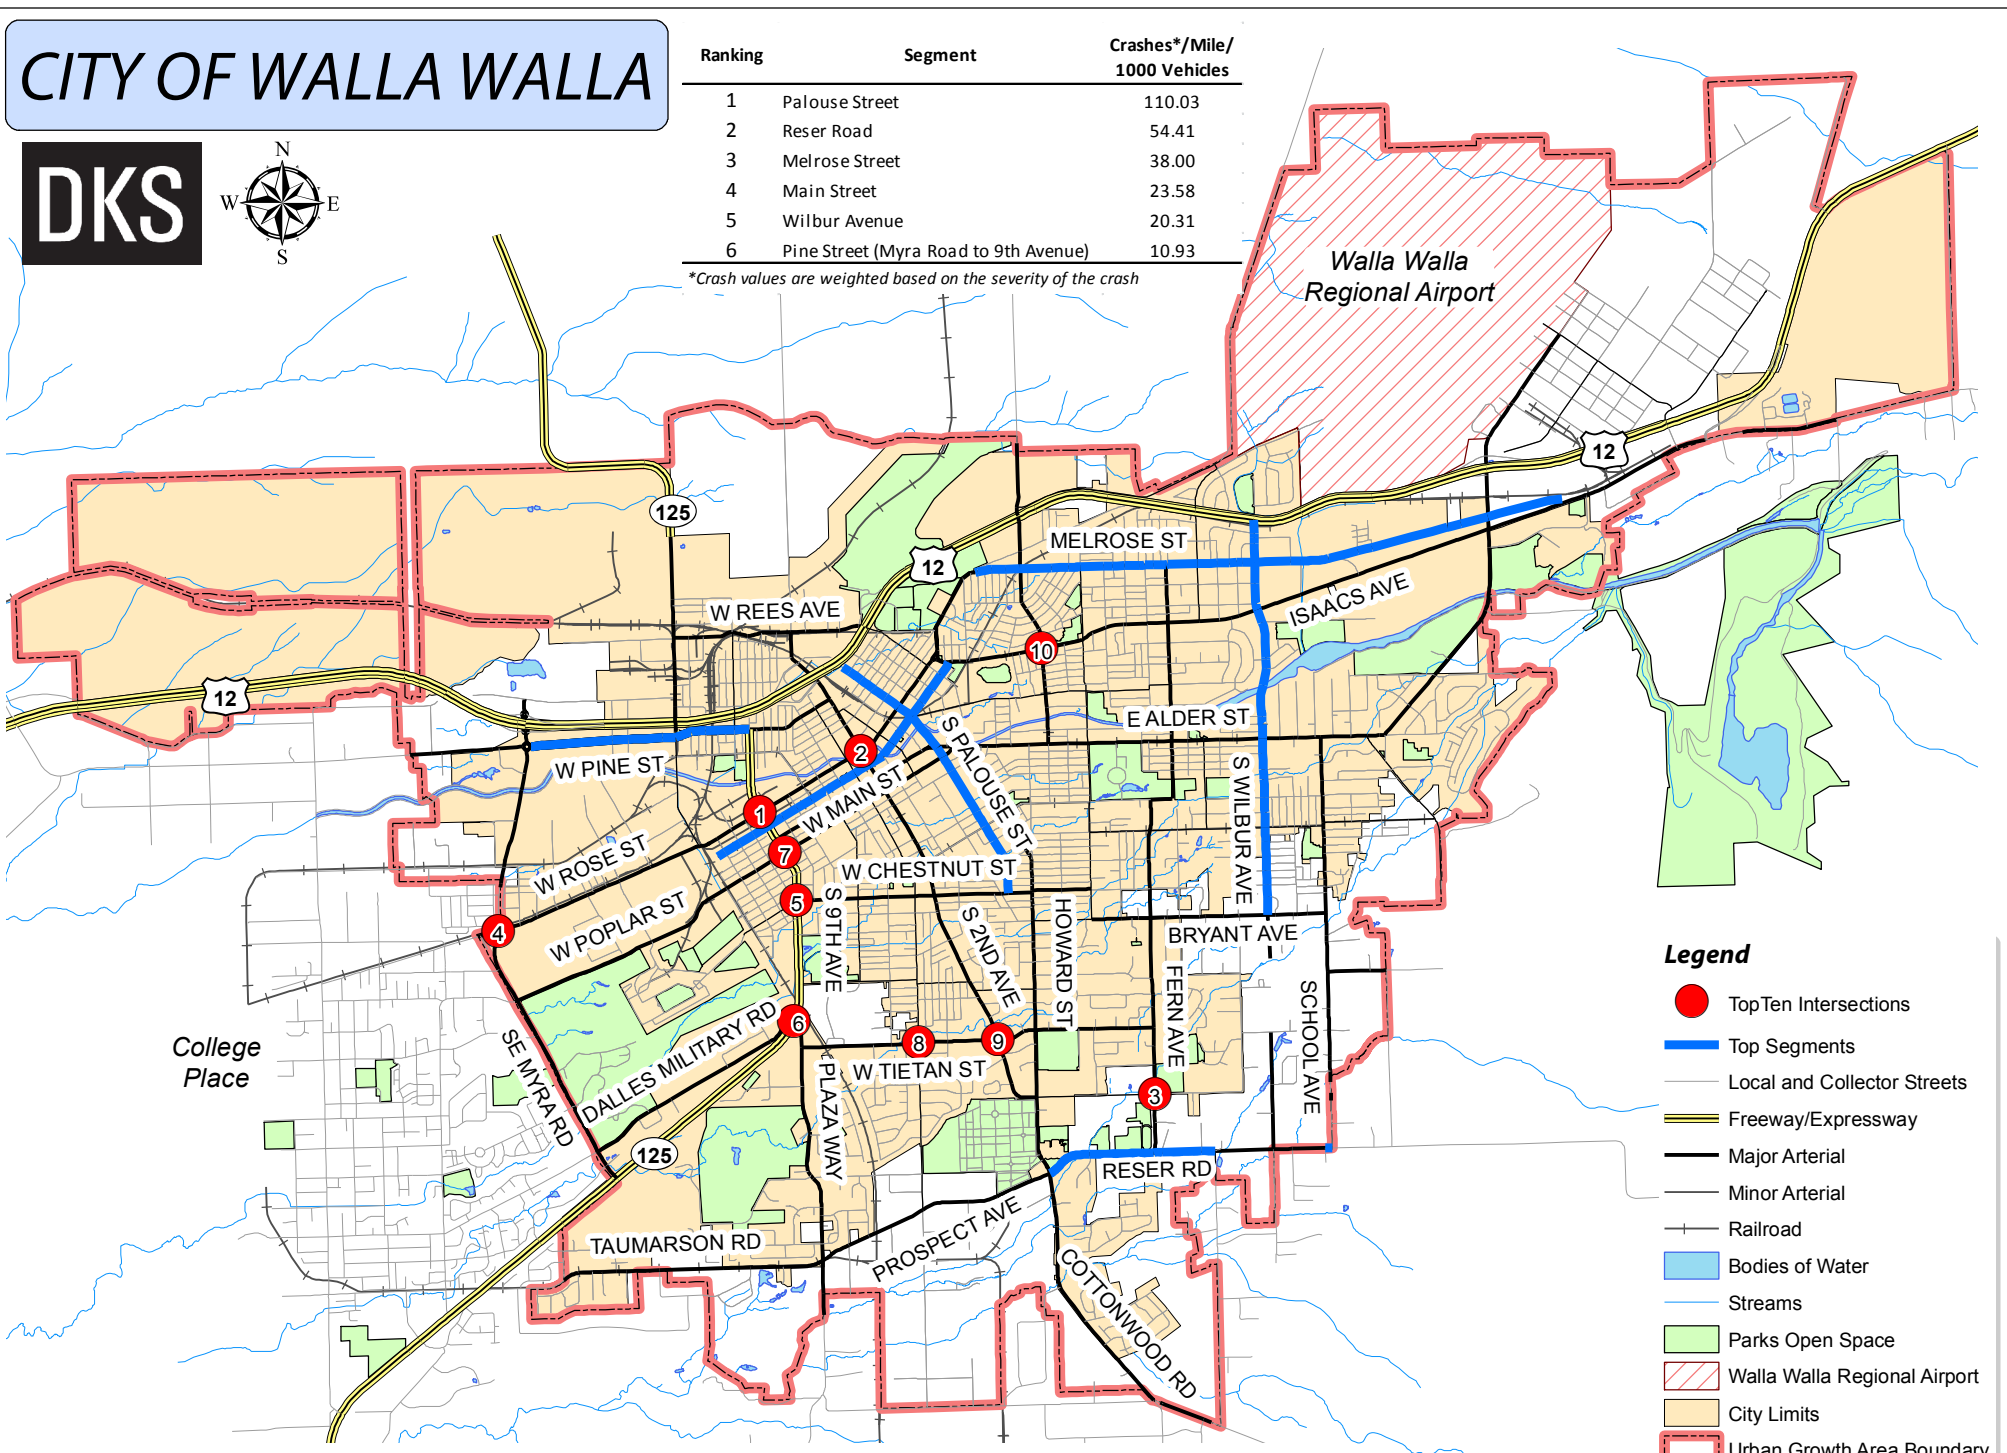 CITY OF WALLA WALLA
DKS
N
W
E
S
Ranking Segment Crashes*/Mile/
1000 Vehicles
1 Palouse Street 110.03
2 Reser Road 54.41
3 Melrose Street 38.00
4 Main Street 23.58
5 Wilbur Avenue 20.31
6 Pine Street (Myra Road to 9th Avenue) 10.93
*Crash values are weighted based on the severity of the crash
Walla Walla
Regional Airport
12
125
MELROSE ST
12
W REES AVE
ISAACS AVE
10
12
E ALDER ST
S PALOUSE ST
2
W PINE ST
W MAIN ST
S WILBUR AVE
1
7
W ROSE ST
W CHESTNUT ST
5
W POPLAR ST
S 9TH AVE
S 2ND AVE
HOWARD ST
BRYANT AVE
4
FERN AVE
SCHOOL AVE
6
8
9
College
Place
SE MYRA RD
DALLES MILITARY RD
PLAZA WAY
W TIETAN ST
3
125
RESER RD
TAUMARSON RD
PROSPECT AVE
COTTONWOOD RD
Legend
TopTen Intersections
Top Segments
Local and Collector Streets
Freeway/Expressway
Major Arterial
Minor Arterial
Railroad
Bodies of Water
Streams
Parks Open Space
Walla Walla Regional Airport
City Limits
Urban Growth Area Boundary